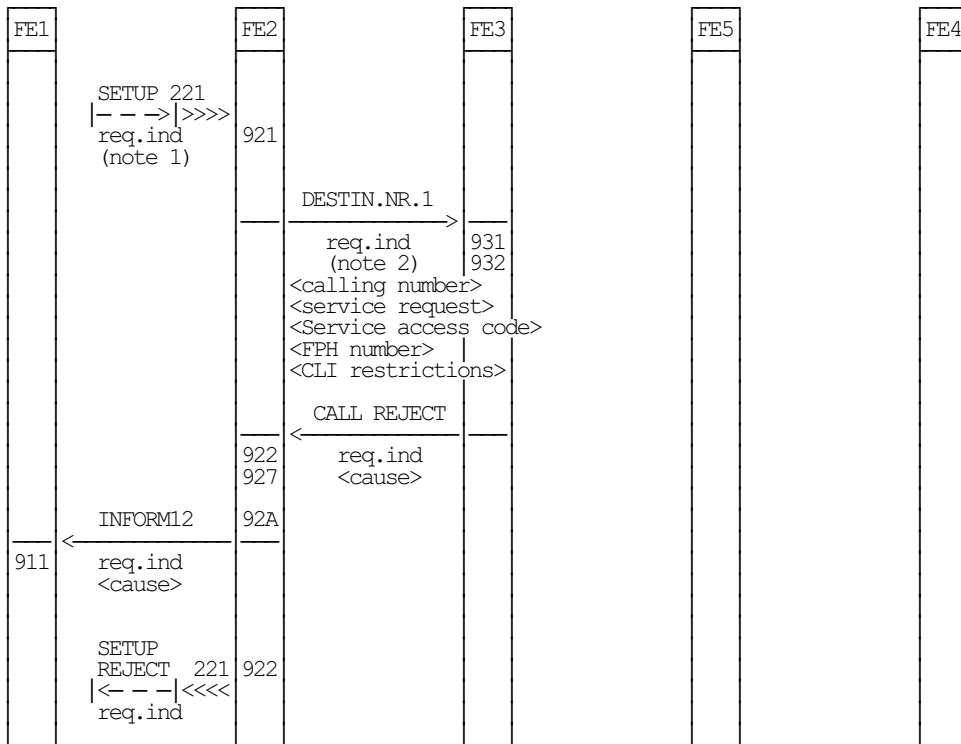 FE1 FE2 FE3 FE5 FE4
SETUP 221
|— — —>|>>>>
req.ind 921
(note 1)
DESTIN.NR.1
req.ind 931
(note 2) 932
<calling number>
<service request>
<Service access code>
<FPH number>
<CLI restrictions>
CALL REJECT
922 req.ind
927 <cause>
INFORM12 92A
911 req.ind
<cause>
SETUP
REJECT 221 922
|<— — —|<<<<
req.ind